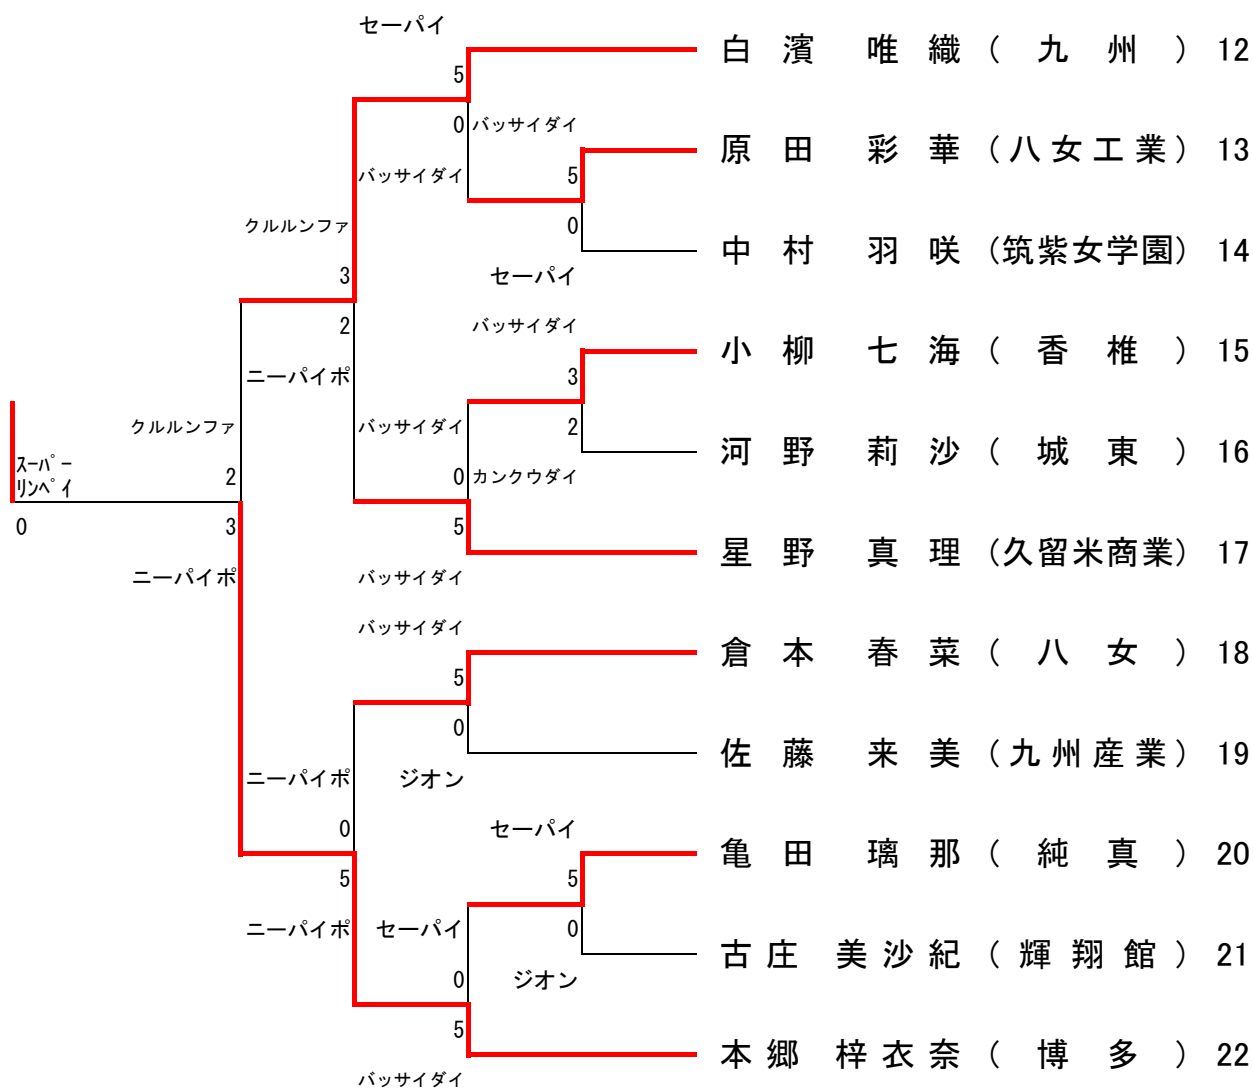 セーパイ
白濱 唯織 ( 九州 ) 12
5
0 バッサイダイ
原田 彩華 (八女工業) 13
バッサイダイ 5
クルルンファ 0
中村 羽咲 (筑紫女学園) 14
3 セーパイ
2 バッサイダイ
小柳 七海 ( 香椎 ) 15
ニーパイポ 3
クルルンファ バッサイダイ 2
河野 莉沙 ( 城東 ) 16
スーパー
リンペイ
2 0 カンクウダイ
0 3 5
星野 真理 (久留米商業) 17
ニーパイポ バッサイダイ
バッサイダイ
倉本 春菜 ( 八女 ) 18
5
0
佐藤 来美 (九州産業) 19
ニーパイポ ジオン
0 セーパイ
亀田 璃那 ( 純真 ) 20
5 5
ニーパイポ セーパイ 0
古庄 美沙紀 ( 輝翔館 ) 21
0 ジオン
5
本郷 梓衣奈 ( 博多 ) 22
バッサイダイ